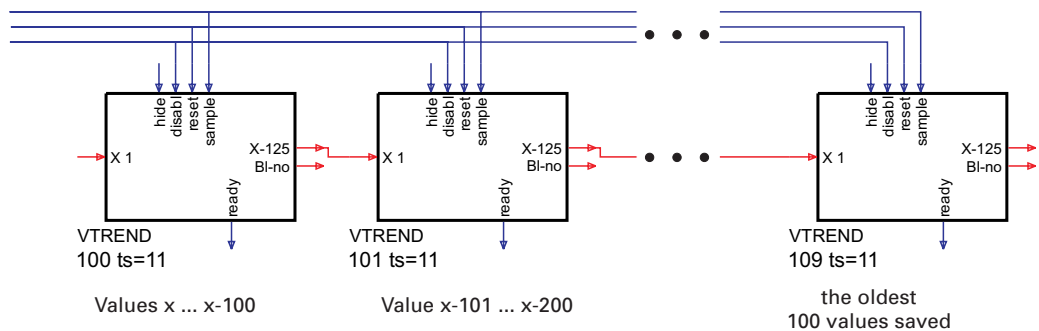 hide
disabl
reset
sample
X 1
X-125
Bl-no
ready
VTREND
100 ts=11
Values x ... x-100
hide
disabl
reset
sample
X 1
X-125
Bl-no
ready
VTREND
101 ts=11
Value x-101 ... x-200
hide
disabl
reset
sample
X 1
X-125
Bl-no
ready
VTREND
109 ts=11
the oldest
100 values saved